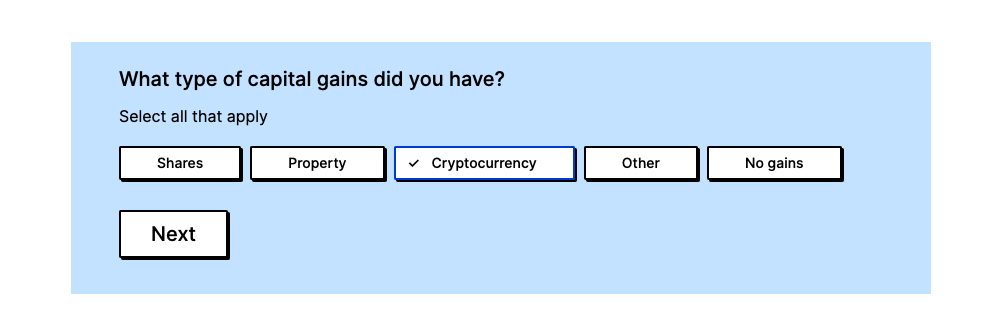 What type of capital gains did you have?
Select all that apply
Shares Property Cryptocurrency Other No gains
Next